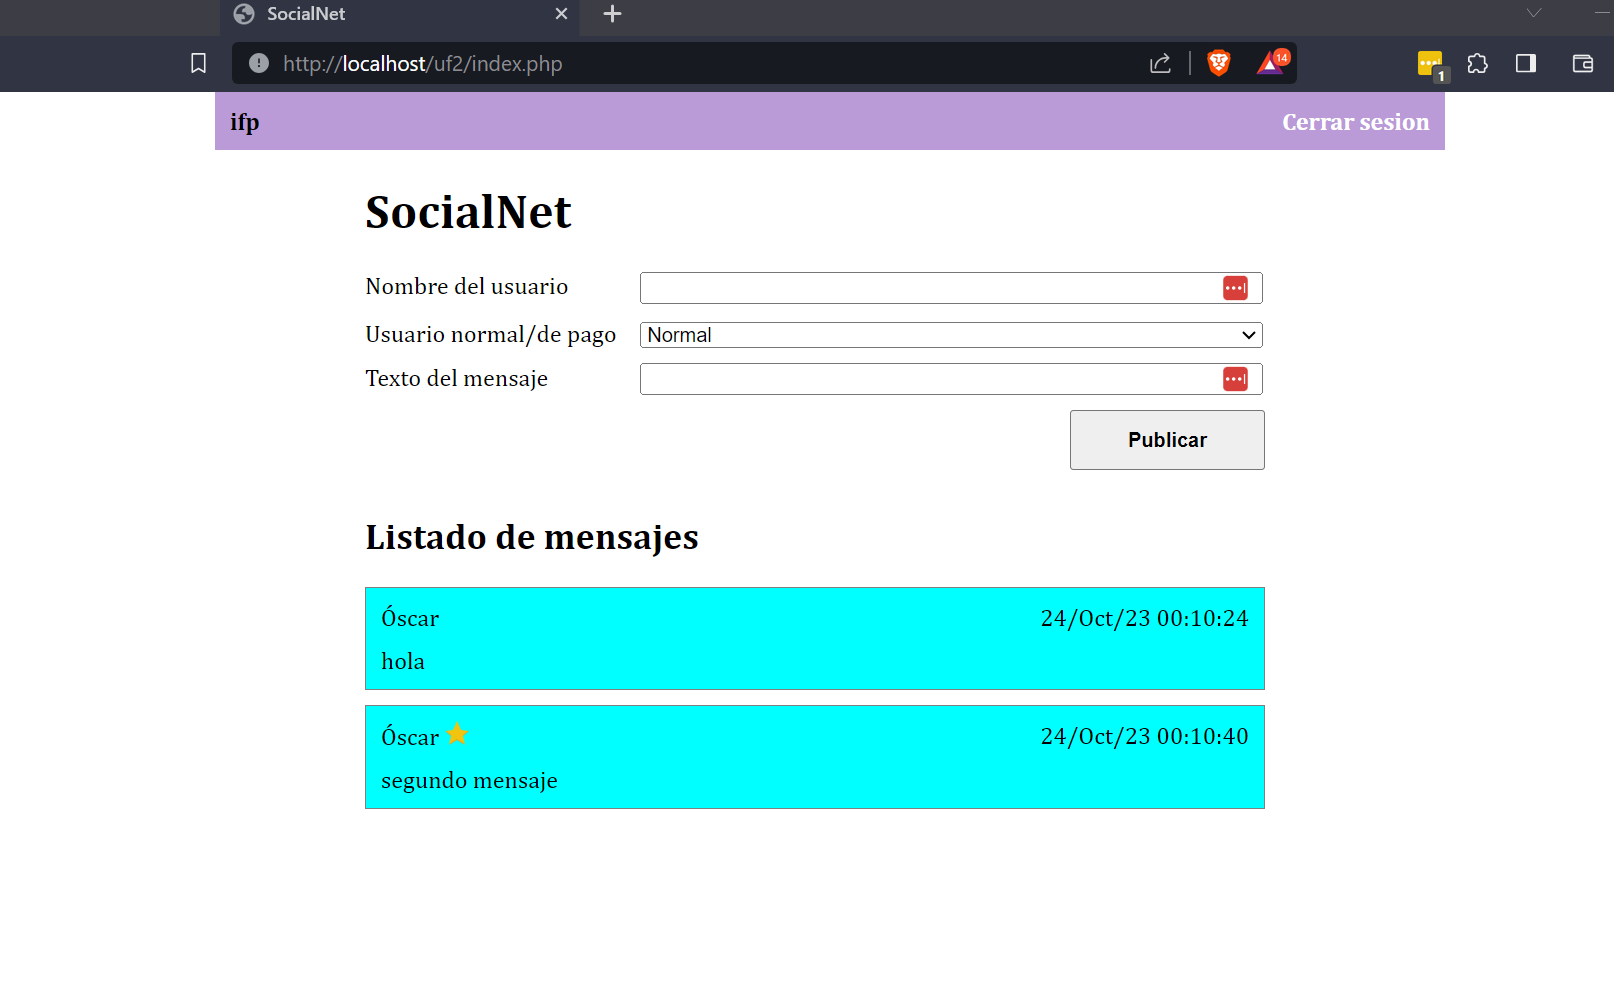 SocialNet
http://localhost/uf2/index.php
14
1
ifp
Cerrar sesion
SocialNet
Nombre del usuario
Usuario normal/de pago
Normal
Texto del mensaje
Publicar
Listado de mensajes
Óscar
24/Oct/23 00:10:24
hola
Óscar
24/Oct/23 00:10:40
segundo mensaje